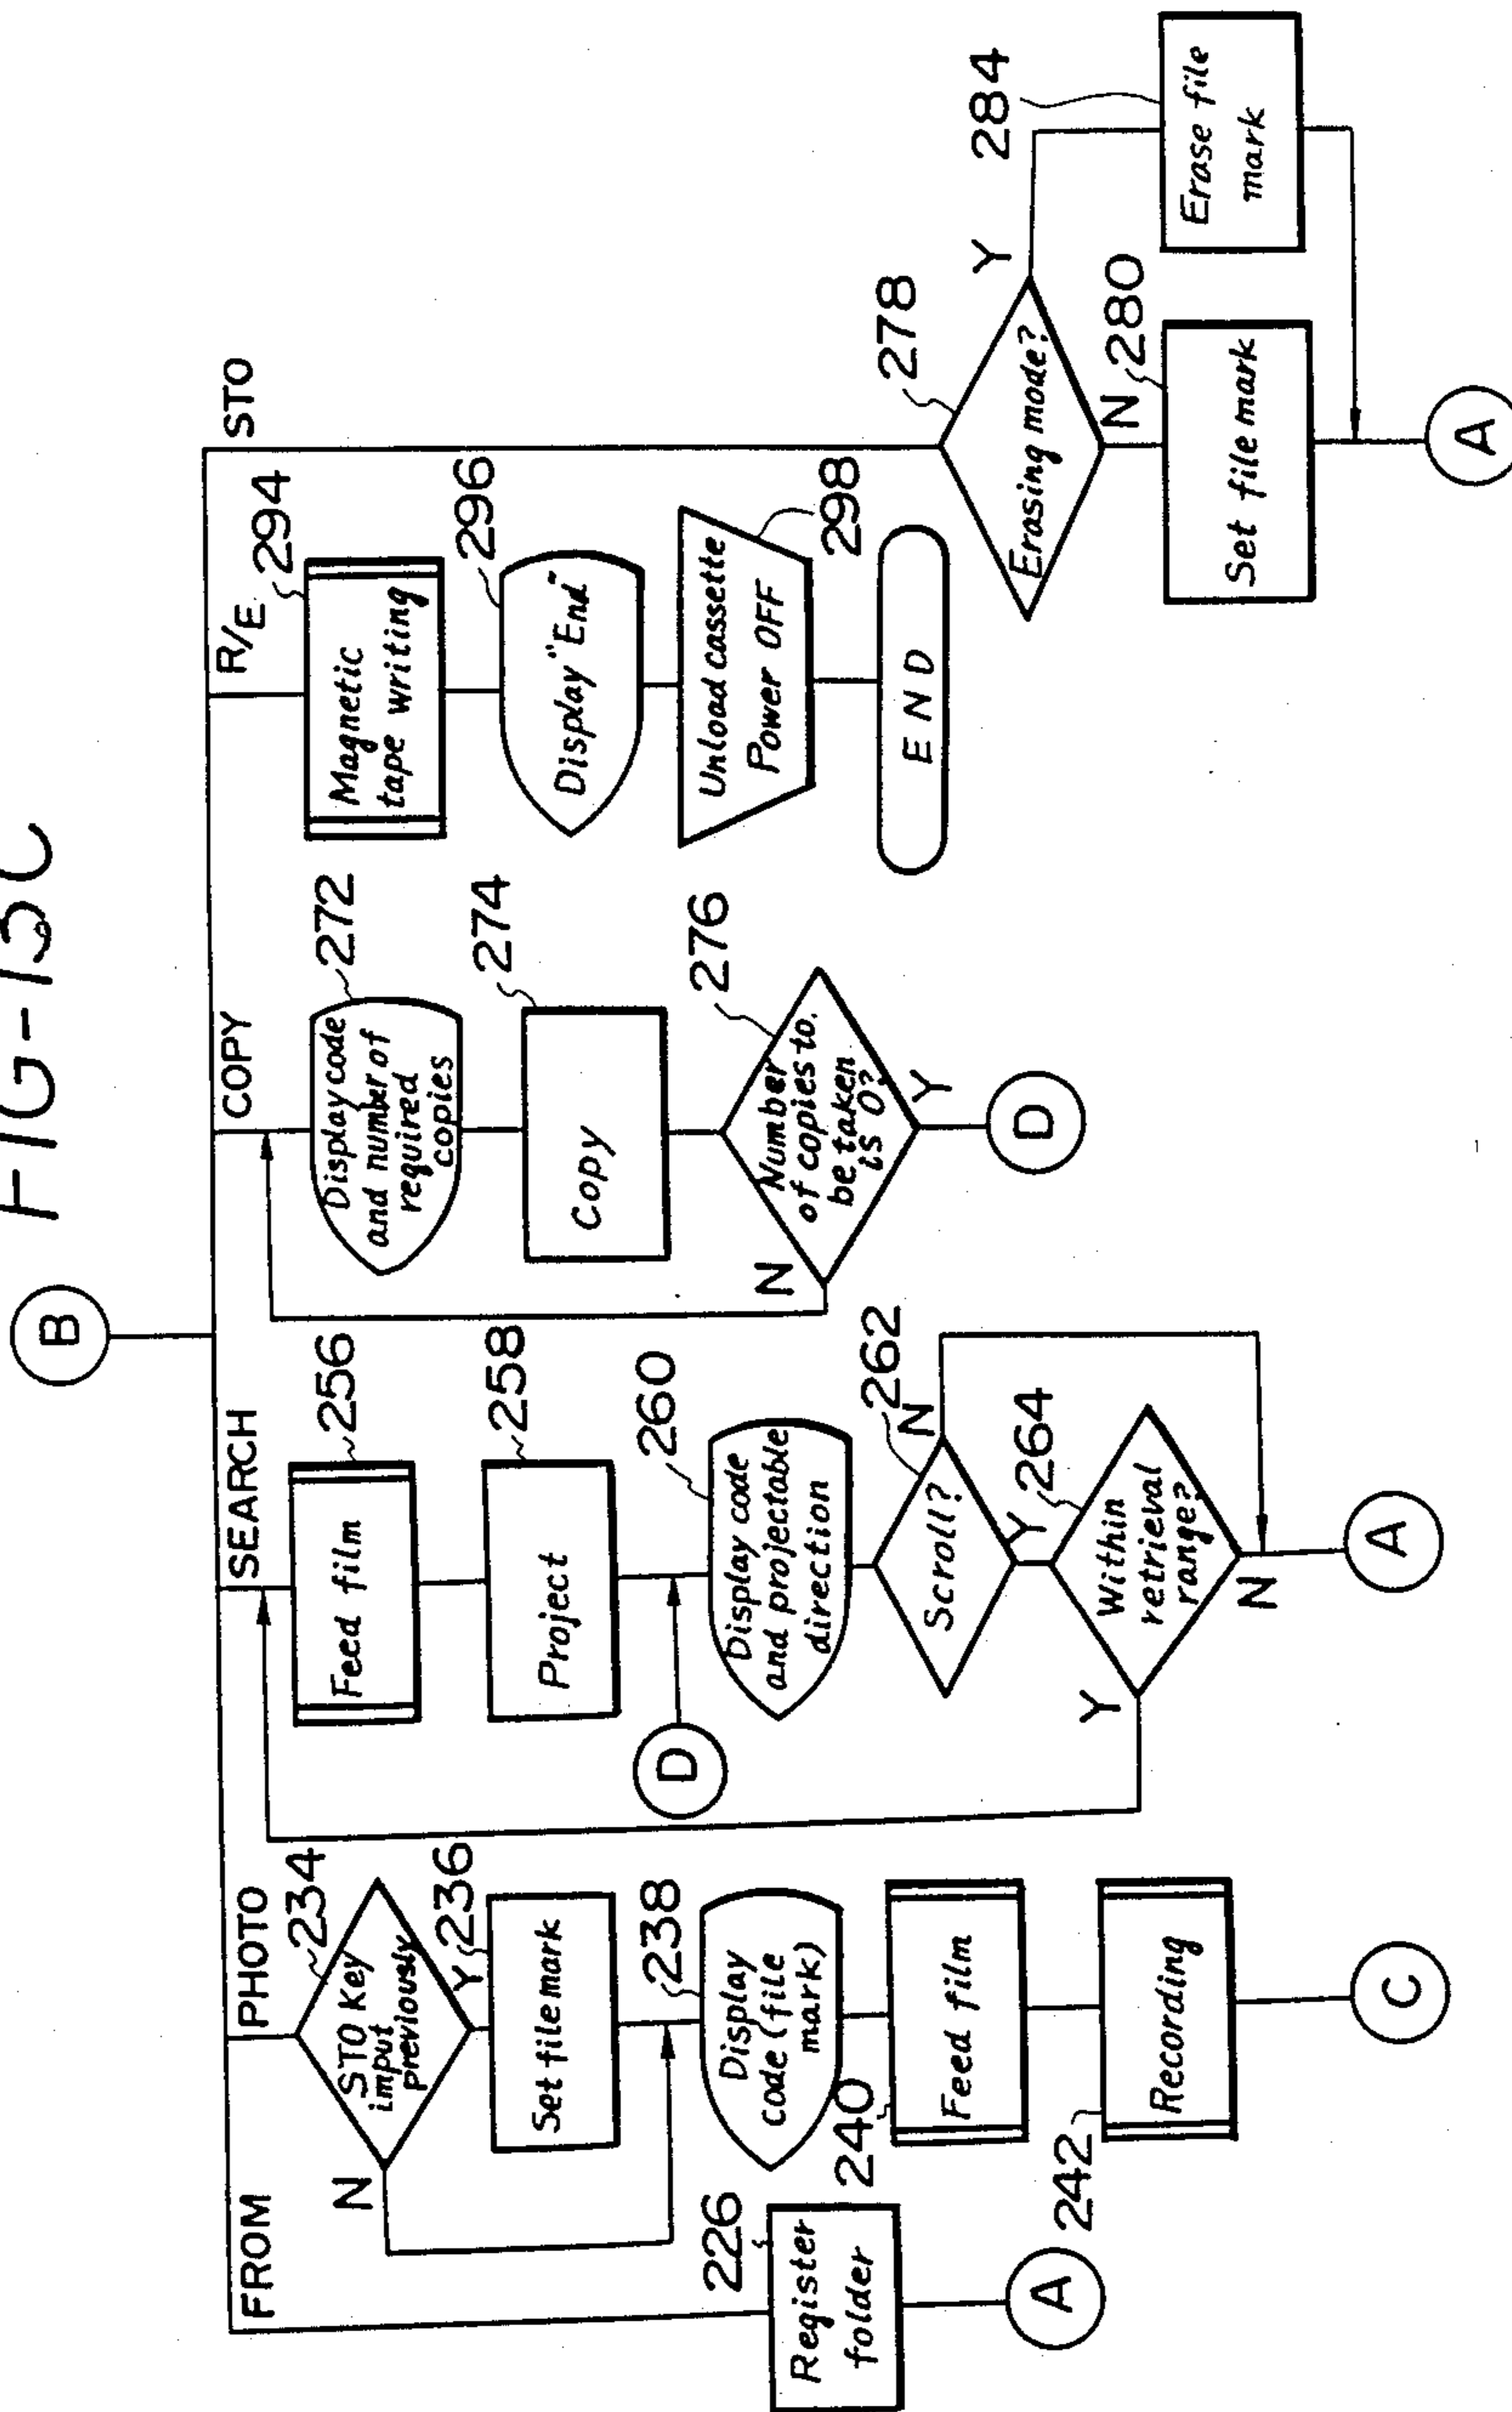 FIG-13C
B
FROM
226
Register
folder
A
PHOTO
234
STO Key
imput
previously
N
Y
236
Set file mark
238
Display
code (file
mark)
240
Feed film
242
Recording
C
SEARCH
256
Feed film
258
Project
D
260
Display code
and projectable
direction
262
Scroll?
N
Y
264
Within
retrieval
range?
Y
N
A
COPY
272
Display code
and number of
required
copies
274
Copy
276
Number
of copies to.
be taken
is 0?
N
Y
D
R/E
294
Magnetic
tape writing
296
Display "End"
298
Unload cassette
Power OFF
END
STO
278
Erasing mode?
Y
N
280
Set file mark
284
Erase file
mark
A